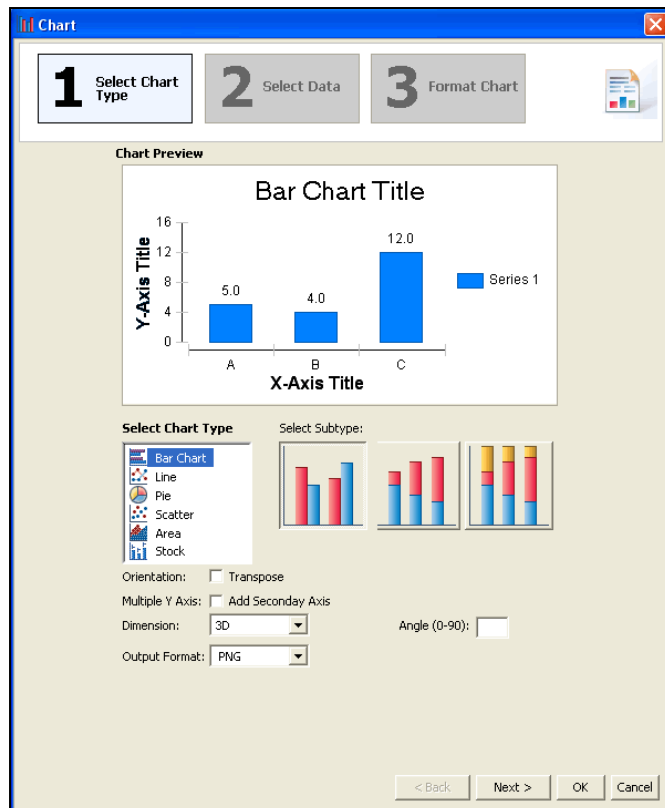 Chart
1 Select Chart Type
2 Select Data
3 Format Chart
Chart Preview
Bar Chart Title
Y-Axis Title
16
12
8
4
0
5.0
4.0
12.0
Series 1
A B C
X-Axis Title
Select Chart Type
Select Subtype:
Bar Chart
Line
Pie
Scatter
Area
Stock
Orientation: Transpose
Multiple Y Axis: Add Seconday Axis
Dimension: 3D Angle (0-90):
Output Format: PNG
< Back Next > OK Cancel